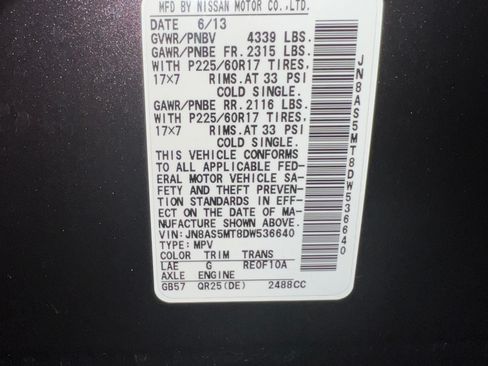 MFD BY NISSAN MOTOR CO.,LTD.
DATE 6/13
GVWR/PNBV 4339 LBS.
GAWR/PNBE FR. 2315 LBS.
WITH P225/60R17 TIRES,
17×7 RIMS.AT 33 PSI
COLD SINGLE.
GAWR/PNBE RR. 2116 LBS.
WITH P225/60R17 TIRES,
17×7 RIMS.AT 33 PSI
COLD SINGLE.
THIS VEHICLE CONFORMS
TO ALL APPLICABLE FED-
ERAL MOTOR VEHICLE SA-
FETY AND THEFT PREVEN-
TION STANDARDS IN EFFECT
ON THE DATE OF MA-
NUFACTURE SHOWN ABOVE.
VIN:JN8AS5MT8DW536640
TYPE:MPV
COLOR TRIM TRANS
LAE G RE0F10A
AXLE ENGINE
GB57 QR25(DE) 2488CC
JN8AS5MT8DW536640